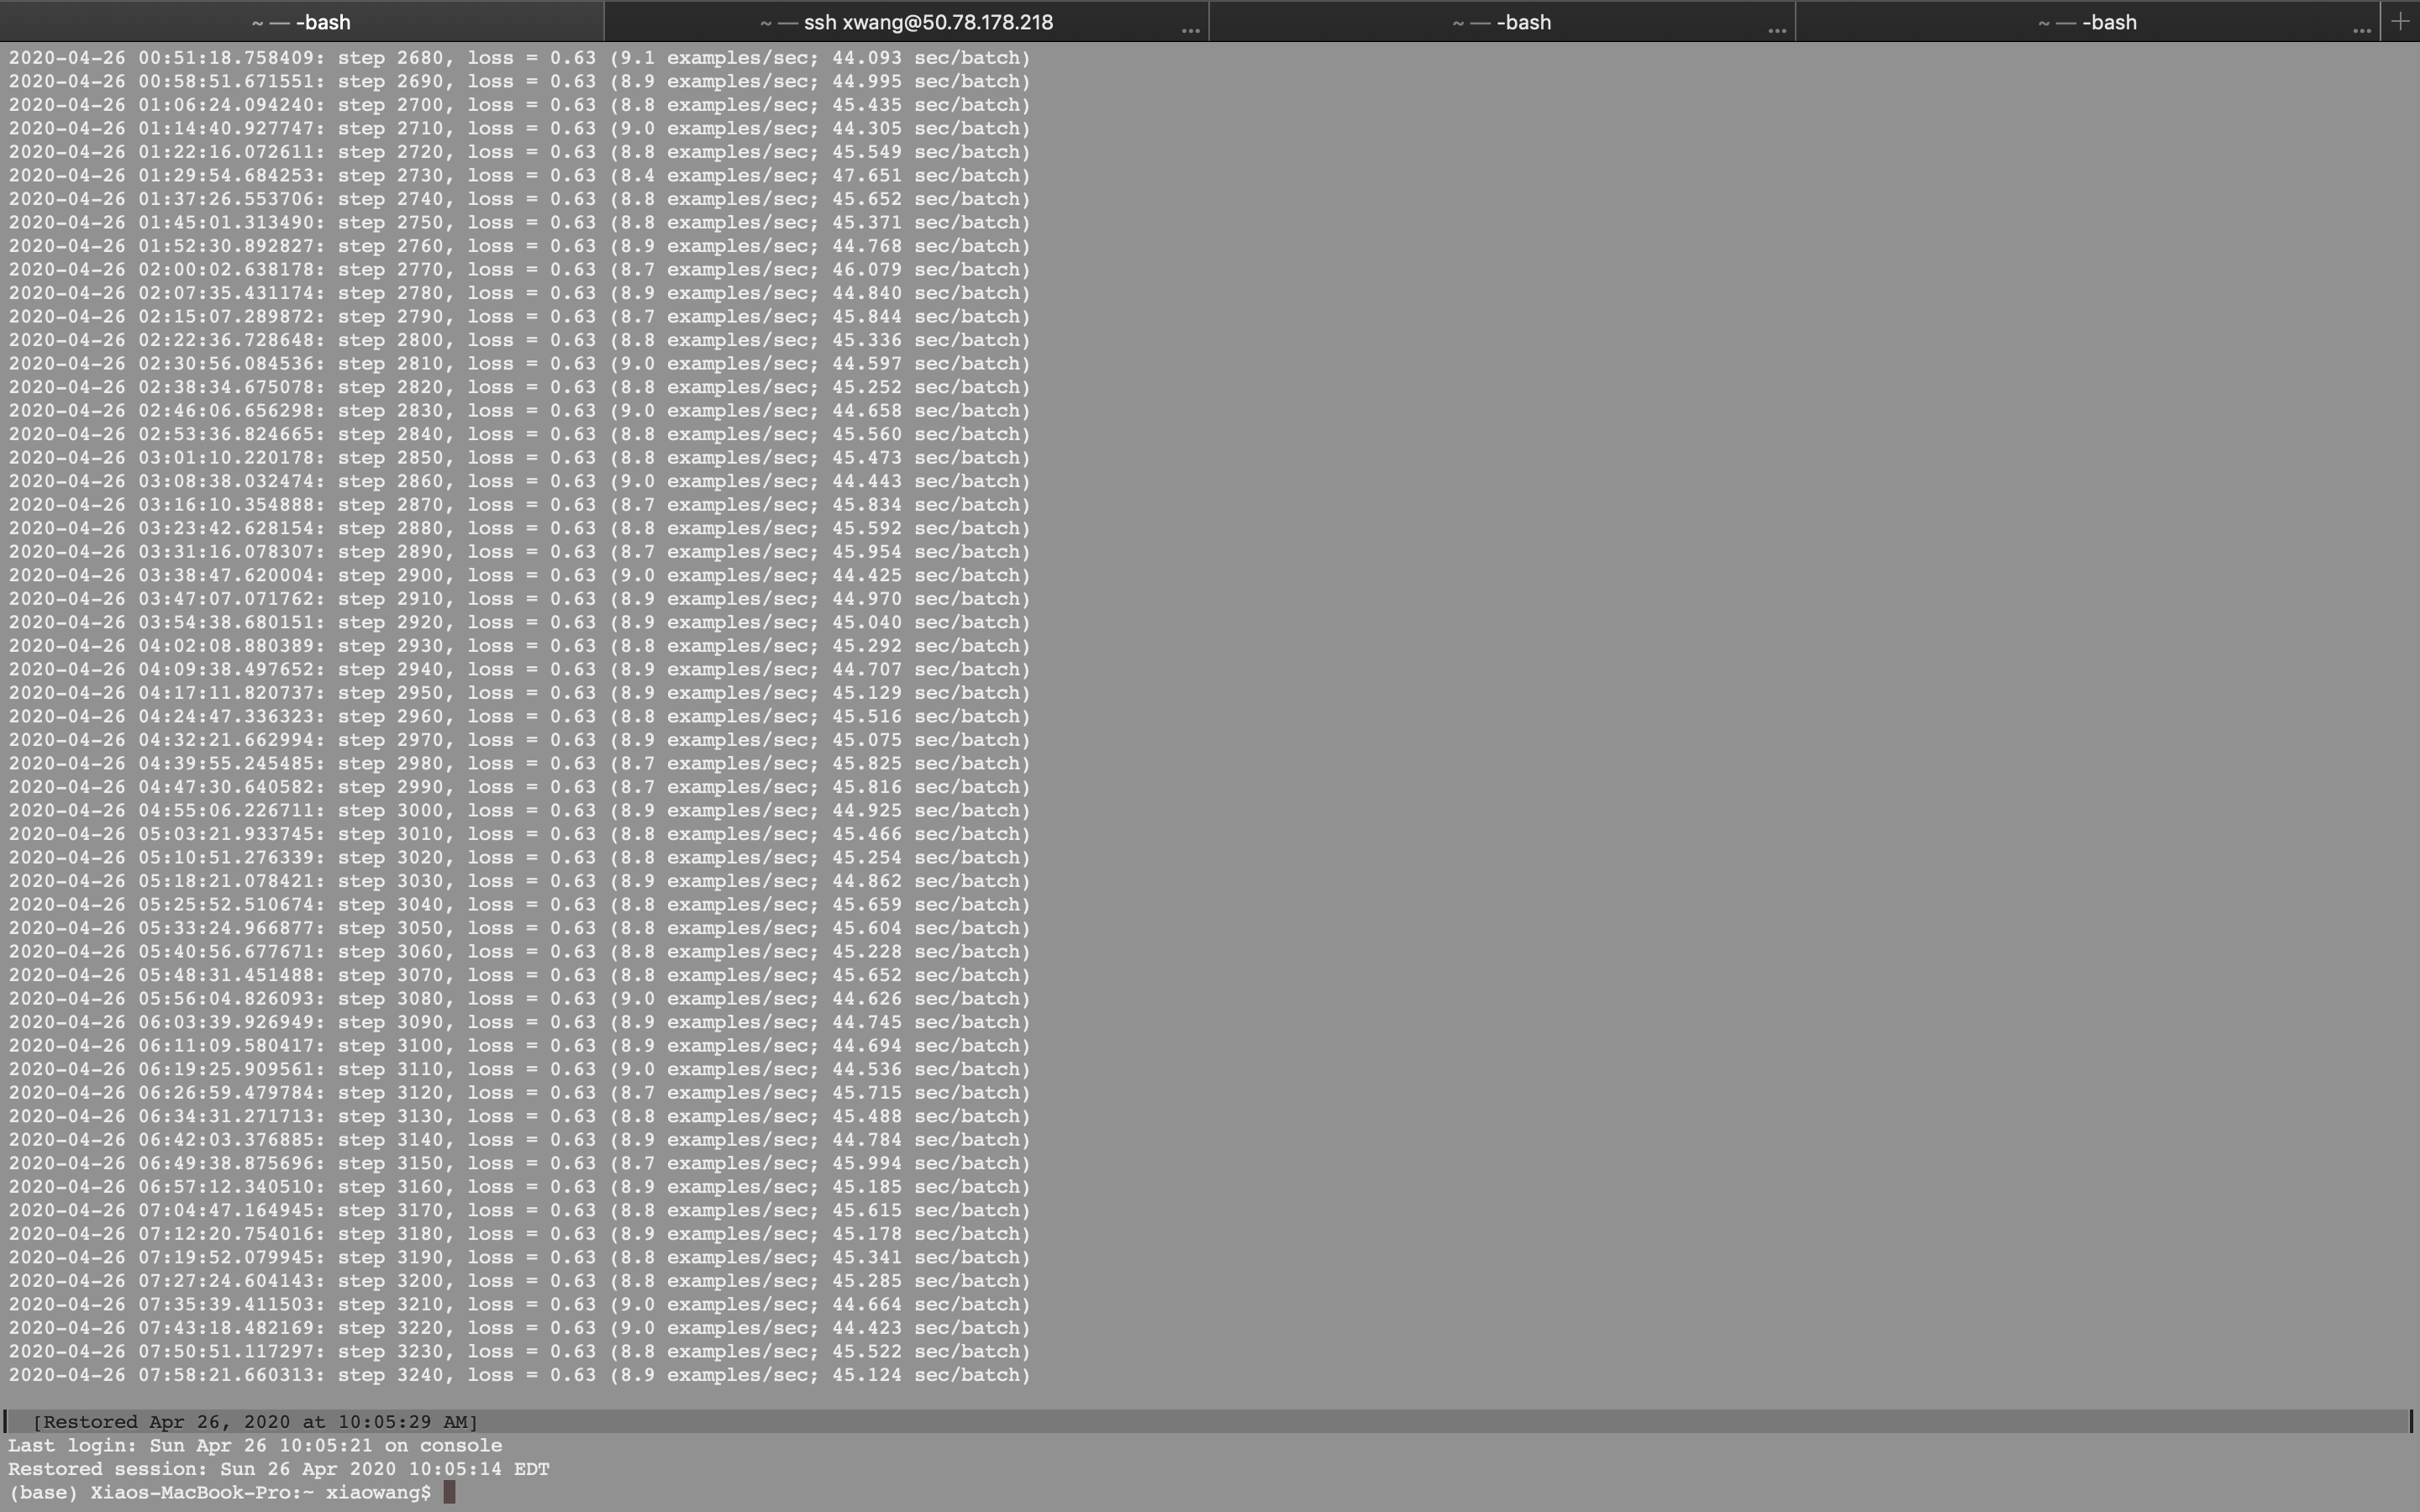 ~ — -bash
~ — ssh xwang@50.78.178.218
...
~ — -bash
...
~ — -bash
...
+
2020-04-26 00:51:18.758409: step 2680, loss = 0.63 (9.1 examples/sec; 44.093 sec/batch)
2020-04-26 00:58:51.671551: step 2690, loss = 0.63 (8.9 examples/sec; 44.995 sec/batch)
2020-04-26 01:06:24.094240: step 2700, loss = 0.63 (8.8 examples/sec; 45.435 sec/batch)
2020-04-26 01:14:40.927747: step 2710, loss = 0.63 (9.0 examples/sec; 44.305 sec/batch)
2020-04-26 01:22:16.072611: step 2720, loss = 0.63 (8.8 examples/sec; 45.549 sec/batch)
2020-04-26 01:29:54.684253: step 2730, loss = 0.63 (8.4 examples/sec; 47.651 sec/batch)
2020-04-26 01:37:26.553706: step 2740, loss = 0.63 (8.8 examples/sec; 45.652 sec/batch)
2020-04-26 01:45:01.313490: step 2750, loss = 0.63 (8.8 examples/sec; 45.371 sec/batch)
2020-04-26 01:52:30.892827: step 2760, loss = 0.63 (8.9 examples/sec; 44.768 sec/batch)
2020-04-26 02:00:02.638178: step 2770, loss = 0.63 (8.7 examples/sec; 46.079 sec/batch)
2020-04-26 02:07:35.431174: step 2780, loss = 0.63 (8.9 examples/sec; 44.840 sec/batch)
2020-04-26 02:15:07.289872: step 2790, loss = 0.63 (8.7 examples/sec; 45.844 sec/batch)
2020-04-26 02:22:36.728648: step 2800, loss = 0.63 (8.8 examples/sec; 45.336 sec/batch)
2020-04-26 02:30:56.084536: step 2810, loss = 0.63 (9.0 examples/sec; 44.597 sec/batch)
2020-04-26 02:38:34.675078: step 2820, loss = 0.63 (8.8 examples/sec; 45.252 sec/batch)
2020-04-26 02:46:06.656298: step 2830, loss = 0.63 (9.0 examples/sec; 44.658 sec/batch)
2020-04-26 02:53:36.824665: step 2840, loss = 0.63 (8.8 examples/sec; 45.560 sec/batch)
2020-04-26 03:01:10.220178: step 2850, loss = 0.63 (8.8 examples/sec; 45.473 sec/batch)
2020-04-26 03:08:38.032474: step 2860, loss = 0.63 (9.0 examples/sec; 44.443 sec/batch)
2020-04-26 03:16:10.354888: step 2870, loss = 0.63 (8.7 examples/sec; 45.834 sec/batch)
2020-04-26 03:23:42.628154: step 2880, loss = 0.63 (8.8 examples/sec; 45.592 sec/batch)
2020-04-26 03:31:16.078307: step 2890, loss = 0.63 (8.7 examples/sec; 45.954 sec/batch)
2020-04-26 03:38:47.620004: step 2900, loss = 0.63 (9.0 examples/sec; 44.425 sec/batch)
2020-04-26 03:47:07.071762: step 2910, loss = 0.63 (8.9 examples/sec; 44.970 sec/batch)
2020-04-26 03:54:38.680151: step 2920, loss = 0.63 (8.9 examples/sec; 45.040 sec/batch)
2020-04-26 04:02:08.880389: step 2930, loss = 0.63 (8.8 examples/sec; 45.292 sec/batch)
2020-04-26 04:09:38.497652: step 2940, loss = 0.63 (8.9 examples/sec; 44.707 sec/batch)
2020-04-26 04:17:11.820737: step 2950, loss = 0.63 (8.9 examples/sec; 45.129 sec/batch)
2020-04-26 04:24:47.336323: step 2960, loss = 0.63 (8.8 examples/sec; 45.516 sec/batch)
2020-04-26 04:32:21.662994: step 2970, loss = 0.63 (8.9 examples/sec; 45.075 sec/batch)
2020-04-26 04:39:55.245485: step 2980, loss = 0.63 (8.7 examples/sec; 45.825 sec/batch)
2020-04-26 04:47:30.640582: step 2990, loss = 0.63 (8.7 examples/sec; 45.816 sec/batch)
2020-04-26 04:55:06.226711: step 3000, loss = 0.63 (8.9 examples/sec; 44.925 sec/batch)
2020-04-26 05:03:21.933745: step 3010, loss = 0.63 (8.8 examples/sec; 45.466 sec/batch)
2020-04-26 05:10:51.276339: step 3020, loss = 0.63 (8.8 examples/sec; 45.254 sec/batch)
2020-04-26 05:18:21.078421: step 3030, loss = 0.63 (8.9 examples/sec; 44.862 sec/batch)
2020-04-26 05:25:52.510674: step 3040, loss = 0.63 (8.8 examples/sec; 45.659 sec/batch)
2020-04-26 05:33:24.966877: step 3050, loss = 0.63 (8.8 examples/sec; 45.604 sec/batch)
2020-04-26 05:40:56.677671: step 3060, loss = 0.63 (8.8 examples/sec; 45.228 sec/batch)
2020-04-26 05:48:31.451488: step 3070, loss = 0.63 (8.8 examples/sec; 45.652 sec/batch)
2020-04-26 05:56:04.826093: step 3080, loss = 0.63 (9.0 examples/sec; 44.626 sec/batch)
2020-04-26 06:03:39.926949: step 3090, loss = 0.63 (8.9 examples/sec; 44.745 sec/batch)
2020-04-26 06:11:09.580417: step 3100, loss = 0.63 (8.9 examples/sec; 44.694 sec/batch)
2020-04-26 06:19:25.909561: step 3110, loss = 0.63 (9.0 examples/sec; 44.536 sec/batch)
2020-04-26 06:26:59.479784: step 3120, loss = 0.63 (8.7 examples/sec; 45.715 sec/batch)
2020-04-26 06:34:31.271713: step 3130, loss = 0.63 (8.8 examples/sec; 45.488 sec/batch)
2020-04-26 06:42:03.376885: step 3140, loss = 0.63 (8.9 examples/sec; 44.784 sec/batch)
2020-04-26 06:49:38.875696: step 3150, loss = 0.63 (8.7 examples/sec; 45.994 sec/batch)
2020-04-26 06:57:12.340510: step 3160, loss = 0.63 (8.9 examples/sec; 45.185 sec/batch)
2020-04-26 07:04:47.164945: step 3170, loss = 0.63 (8.8 examples/sec; 45.615 sec/batch)
2020-04-26 07:12:20.754016: step 3180, loss = 0.63 (8.9 examples/sec; 45.178 sec/batch)
2020-04-26 07:19:52.079945: step 3190, loss = 0.63 (8.8 examples/sec; 45.341 sec/batch)
2020-04-26 07:27:24.604143: step 3200, loss = 0.63 (8.8 examples/sec; 45.285 sec/batch)
2020-04-26 07:35:39.411503: step 3210, loss = 0.63 (9.0 examples/sec; 44.664 sec/batch)
2020-04-26 07:43:18.482169: step 3220, loss = 0.63 (9.0 examples/sec; 44.423 sec/batch)
2020-04-26 07:50:51.117297: step 3230, loss = 0.63 (8.8 examples/sec; 45.522 sec/batch)
2020-04-26 07:58:21.660313: step 3240, loss = 0.63 (8.9 examples/sec; 45.124 sec/batch)
[Restored Apr 26, 2020 at 10:05:29 AM]
Last login: Sun Apr 26 10:05:21 on console
Restored session: Sun 26 Apr 2020 10:05:14 EDT
(base) Xiaos-MacBook-Pro:~ xiaowang$